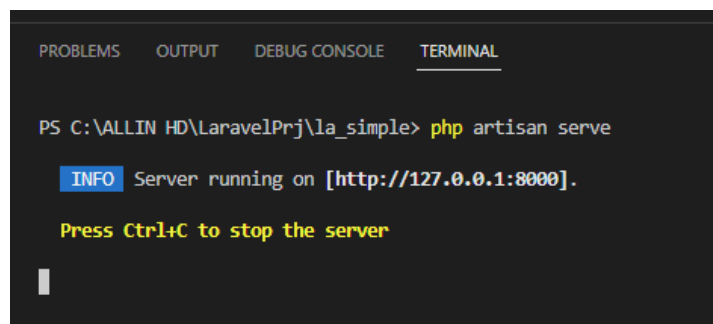 PROBLEMS OUTPUT DEBUG CONSOLE TERMINAL
PS C:\ALLIN HD\LaravelPrj\la_simple> php artisan serve
INFO Server running on [http://127.0.0.1:8000].
Press Ctrl+C to stop the server